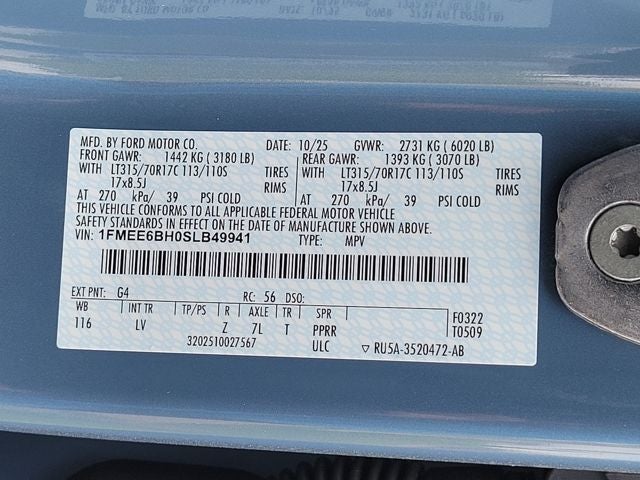 MFD. BY FORD MOTOR CO. DATE: 10/25 GVWR: 2731 KG ( 6020 LB)
FRONT GAWR: 1442 KG ( 3180 LB) REAR GAWR: 1393 KG ( 3070 LB)
WITH LT315/70R17C 113/110S TIRES WITH LT315/70R17C 113/110S TIRES
17x8.5J RIMS 17x8.5J RIMS
AT 270 kPa/ 39 PSI COLD AT 270 kPa/ 39 PSI COLD
THIS VEHICLE CONFORMS TO ALL APPLICABLE FEDERAL MOTOR VEHICLE
SAFETY STANDARDS IN EFFECT ON THE DATE OF MANUFACTURE SHOWN ABOVE.
VIN: 1FMEE6BH0SLB49941 TYPE: MPV
EXT PNT: G4 RC: 56 DSO:
WB INT TR TP/PS R AXLE TR SPR F0322
116 LV Z 7L T PPRR T0509
3202510027567 ULC ▽ RU5A-3520472-AB